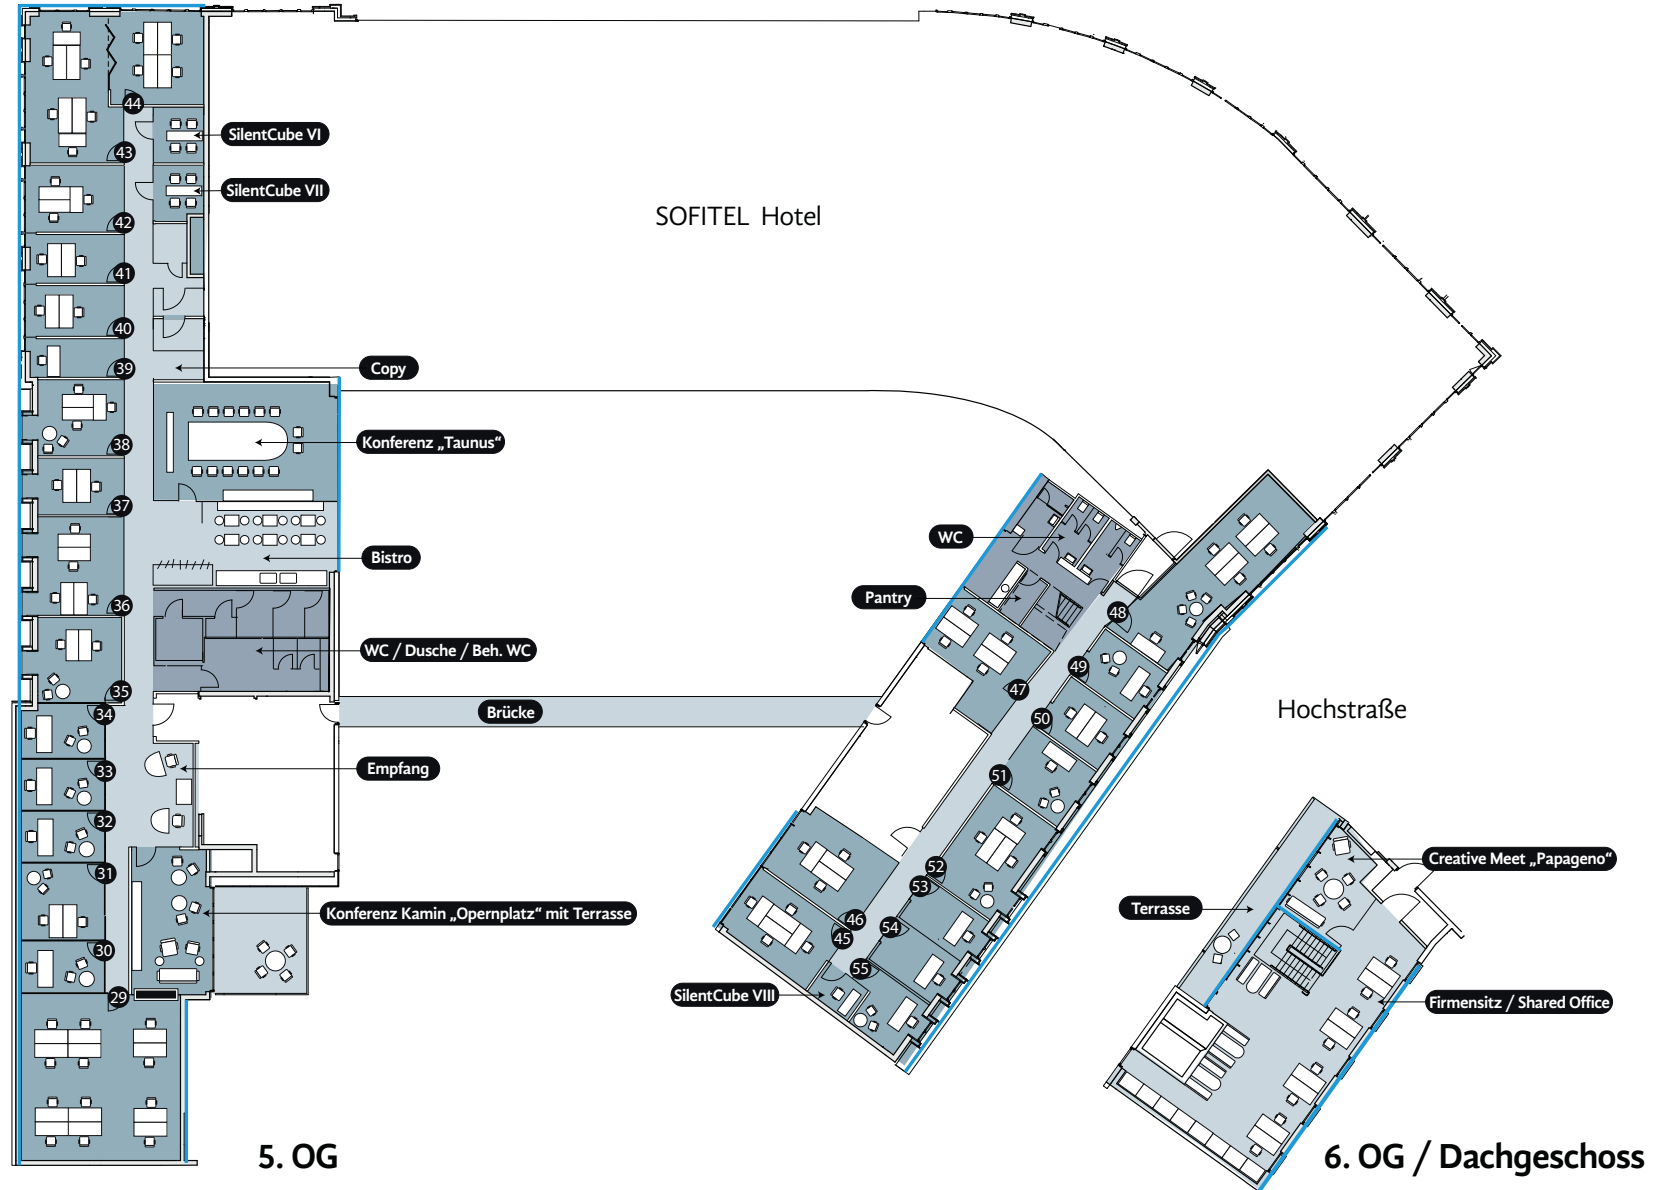 44
SilentCube VI
43
SilentCube VII
42
SOFITEL Hotel
41
40
39
Copy
38
Konferenz „Taunus“
37
Bistro
36
WC / Dusche / Beh. WC
35
34
Brücke
33
Empfang
32
31
Konferenz Kamin „Opernplatz“ mit Terrasse
30
29
5. OG
WC
Pantry
48
49
47
50
Hochstraße
51
52
53
46
45
54
55
SilentCube VIII
Creative Meet „Papageno“
Terrasse
Firmensitz / Shared Office
6. OG / Dachgeschoss